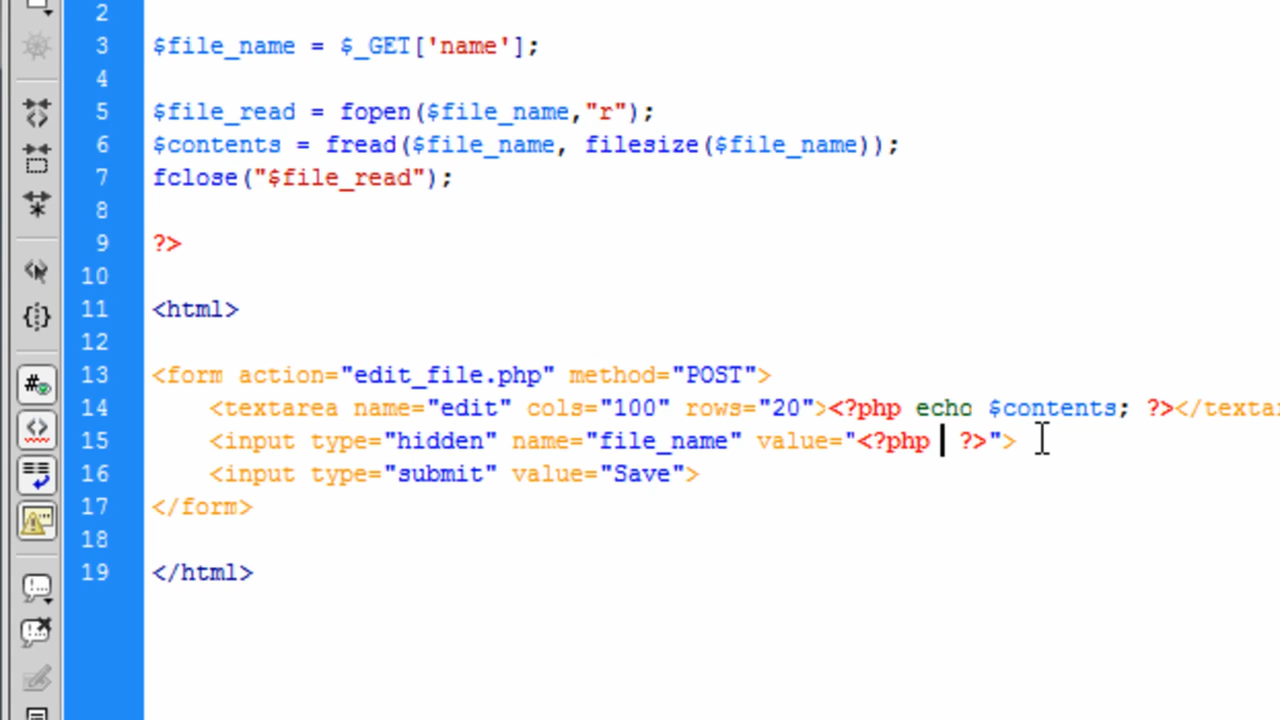 2
3 $file_name = $_GET['name'];
4
5 $file_read = fopen($file_name,"r");
6 $contents = fread($file_name, filesize($file_name));
7 fclose("$file_read");
8
9 ?>
10
11 <html>
12
13 <form action="edit_file.php" method="POST">
14 <textarea name="edit" cols="100" rows="20"><?php echo $contents; ?></textar
15 <input type="hidden" name="file_name" value="<?php  ?>">
16 <input type="submit" value="Save">
17 </form>
18
19 </html>